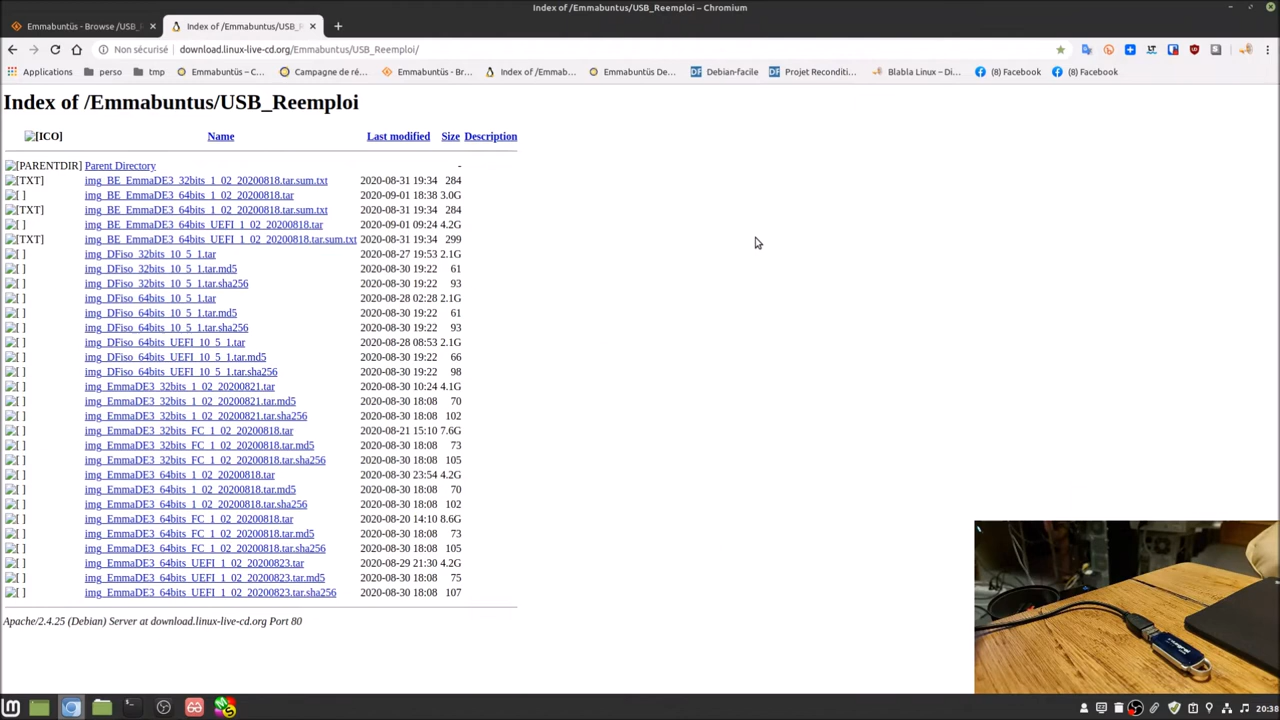 Index of /Emmabuntus/USB_Reemploi – Chromium
Emmabuntüs - Browse /USB_
Index of /Emmabuntus/USB_R
Non sécurisé download.linux-live-cd.org/Emmabuntus/USB_Reemploi/
Applications perso tmp Emmabuntüs – C... Campagne de ré... Emmabuntüs - Br... Index of /Emmab... Emmabuntüs De... Debian-facile Projet Reconditi... Blabla Linux – Di... (8) Facebook (8) Facebook
Index of /Emmabuntus/USB_Reemploi
[ICO] Name Last modified Size Description
[PARENTDIR] Parent Directory -
[TXT] img_BE_EmmaDE3_32bits_1_02_20200818.tar.sum.txt 2020-08-31 19:34 284
[ ] img_BE_EmmaDE3_64bits_1_02_20200818.tar 2020-09-01 18:38 3.0G
[TXT] img_BE_EmmaDE3_64bits_1_02_20200818.tar.sum.txt 2020-08-31 19:34 284
[ ] img_BE_EmmaDE3_64bits_UEFI_1_02_20200818.tar 2020-09-01 09:24 4.2G
[TXT] img_BE_EmmaDE3_64bits_UEFI_1_02_20200818.tar.sum.txt 2020-08-31 19:34 299
[ ] img_DFiso_32bits_10_5_1.tar 2020-08-27 19:53 2.1G
[ ] img_DFiso_32bits_10_5_1.tar.md5 2020-08-30 19:22 61
[ ] img_DFiso_32bits_10_5_1.tar.sha256 2020-08-30 19:22 93
[ ] img_DFiso_64bits_10_5_1.tar 2020-08-28 02:28 2.1G
[ ] img_DFiso_64bits_10_5_1.tar.md5 2020-08-30 19:22 61
[ ] img_DFiso_64bits_10_5_1.tar.sha256 2020-08-30 19:22 93
[ ] img_DFiso_64bits_UEFI_10_5_1.tar 2020-08-28 08:53 2.1G
[ ] img_DFiso_64bits_UEFI_10_5_1.tar.md5 2020-08-30 19:22 66
[ ] img_DFiso_64bits_UEFI_10_5_1.tar.sha256 2020-08-30 19:22 98
[ ] img_EmmaDE3_32bits_1_02_20200821.tar 2020-08-30 10:24 4.1G
[ ] img_EmmaDE3_32bits_1_02_20200821.tar.md5 2020-08-30 18:08 70
[ ] img_EmmaDE3_32bits_1_02_20200821.tar.sha256 2020-08-30 18:08 102
[ ] img_EmmaDE3_32bits_FC_1_02_20200818.tar 2020-08-21 15:10 7.6G
[ ] img_EmmaDE3_32bits_FC_1_02_20200818.tar.md5 2020-08-30 18:08 73
[ ] img_EmmaDE3_32bits_FC_1_02_20200818.tar.sha256 2020-08-30 18:08 105
[ ] img_EmmaDE3_64bits_1_02_20200818.tar 2020-08-30 23:54 4.2G
[ ] img_EmmaDE3_64bits_1_02_20200818.tar.md5 2020-08-30 18:08 70
[ ] img_EmmaDE3_64bits_1_02_20200818.tar.sha256 2020-08-30 18:08 102
[ ] img_EmmaDE3_64bits_FC_1_02_20200818.tar 2020-08-20 14:10 8.6G
[ ] img_EmmaDE3_64bits_FC_1_02_20200818.tar.md5 2020-08-30 18:08 73
[ ] img_EmmaDE3_64bits_FC_1_02_20200818.tar.sha256 2020-08-30 18:08 105
[ ] img_EmmaDE3_64bits_UEFI_1_02_20200823.tar 2020-08-29 21:30 4.2G
[ ] img_EmmaDE3_64bits_UEFI_1_02_20200823.tar.md5 2020-08-30 18:08 75
[ ] img_EmmaDE3_64bits_UEFI_1_02_20200823.tar.sha256 2020-08-30 18:08 107
Apache/2.4.25 (Debian) Server at download.linux-live-cd.org Port 80
20:38